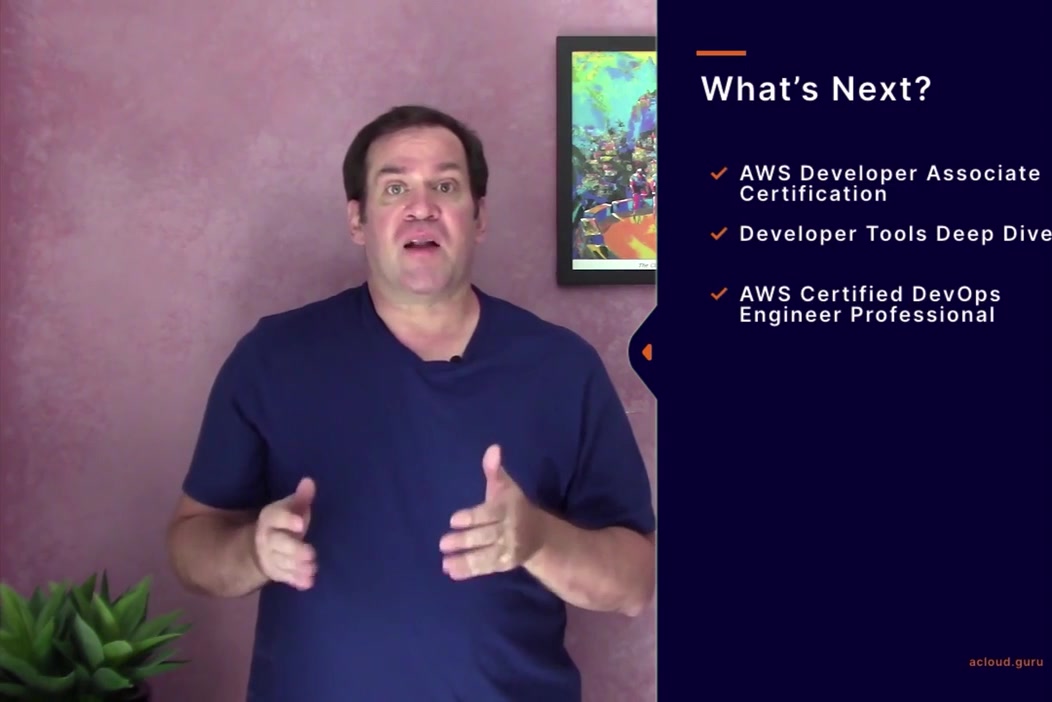 What's Next?
AWS Developer Associate
Certification
Developer Tools Deep Dive
AWS Certified DevOps
Engineer Professional
acloud.guru